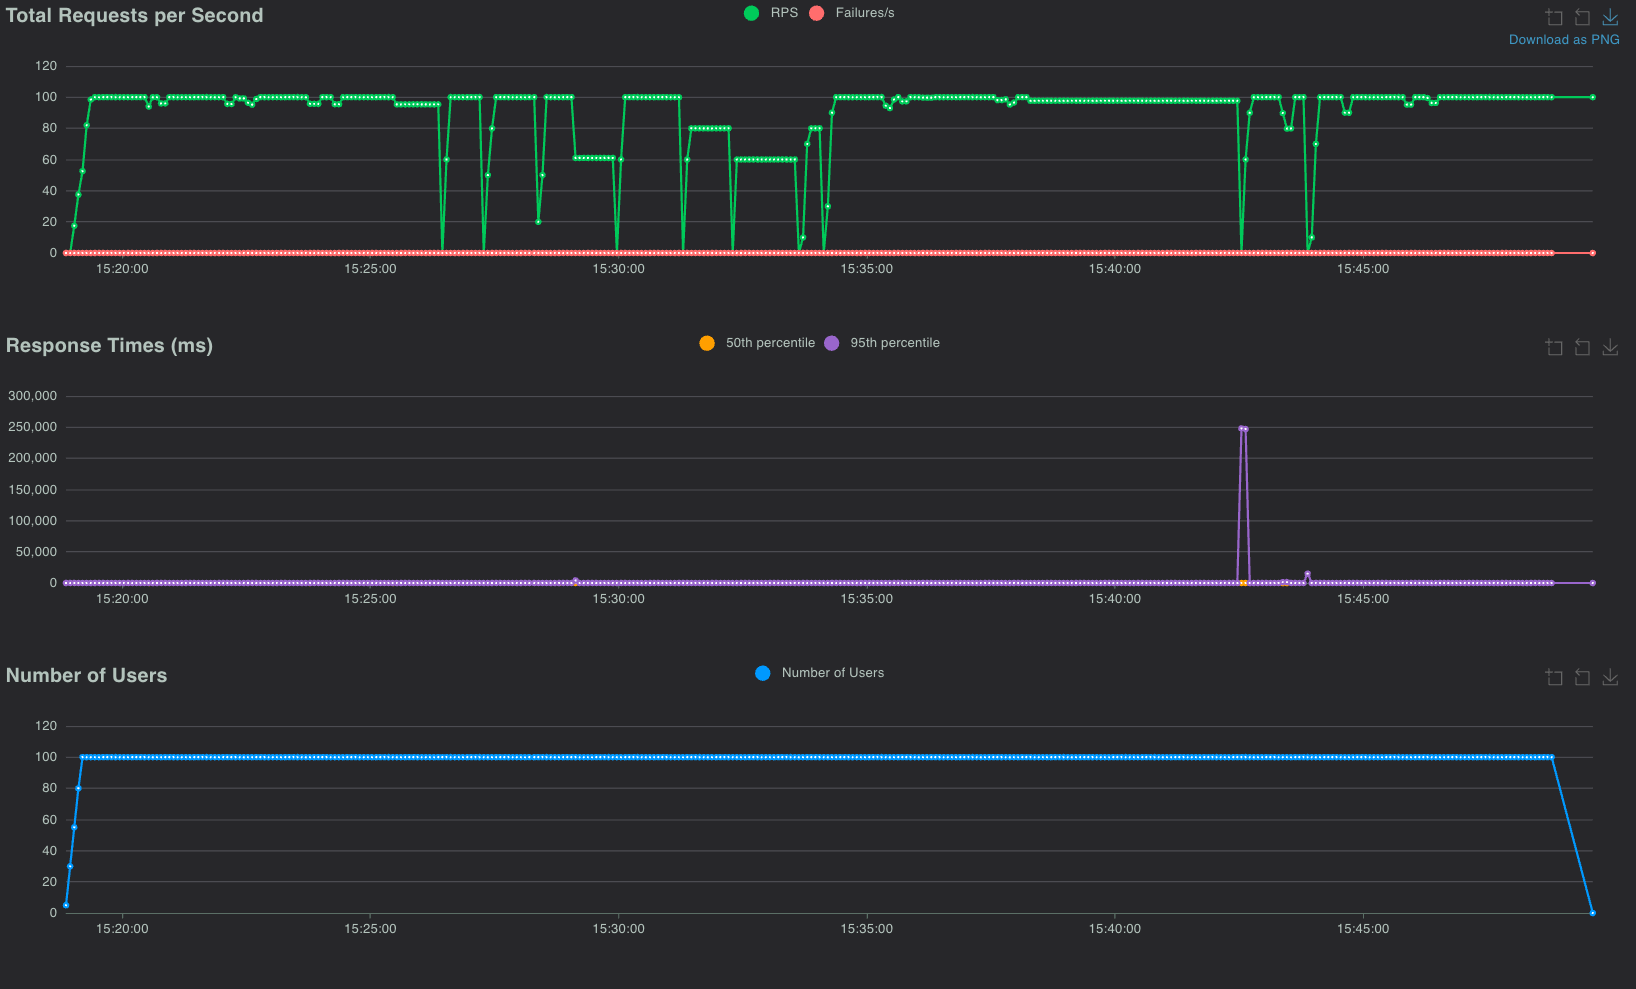 Total Requests per Second
RPS Failures/s
Download as PNG
120
100
80
60
40
20
0
15:20:00 15:25:00 15:30:00 15:35:00 15:40:00 15:45:00
Response Times (ms)
50th percentile 95th percentile
300,000
250,000
200,000
150,000
100,000
50,000
0
15:20:00 15:25:00 15:30:00 15:35:00 15:40:00 15:45:00
Number of Users
Number of Users
120
100
80
60
40
20
0
15:20:00 15:25:00 15:30:00 15:35:00 15:40:00 15:45:00